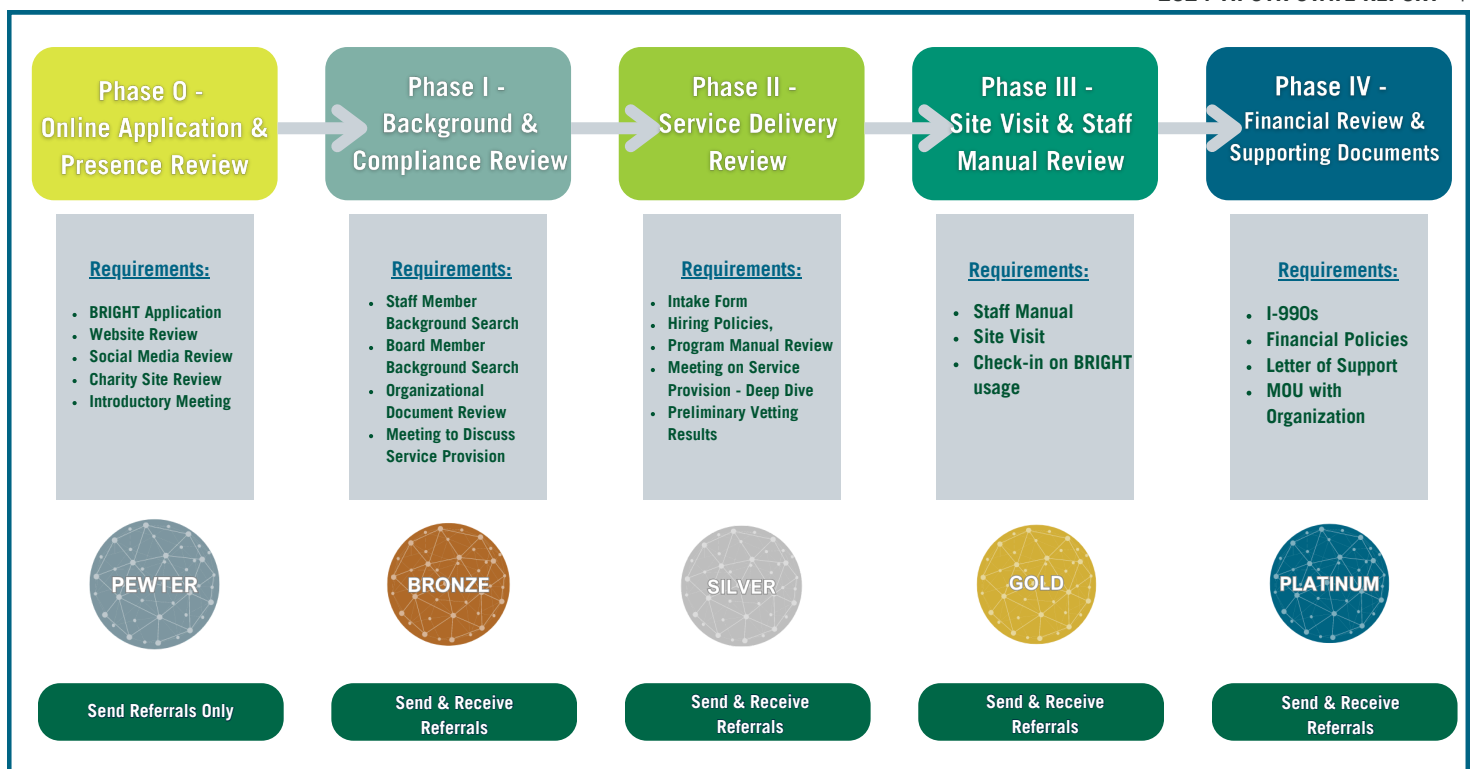 Phase 0 -
Online Application &
Presence Review
Phase I -
Background &
Compliance Review
Phase II -
Service Delivery
Review
Phase III -
Site Visit & Staff
Manual Review
Phase IV -
Financial Review &
Supporting Documents
Requirements:
• BRIGHT Application
• Website Review
• Social Media Review
• Charity Site Review
• Introductory Meeting
Requirements:
• Staff Member
Background Search
• Board Member
Background Search
• Organizational
Document Review
• Meeting to Discuss
Service Provision
Requirements:
• Intake Form
• Hiring Policies,
• Program Manual Review
• Meeting on Service
Provision - Deep Dive
• Preliminary Vetting
Results
Requirements:
• Staff Manual
• Site Visit
• Check-in on BRIGHT
usage
Requirements:
• I-990s
• Financial Policies
• Letter of Support
• MOU with
Organization
PEWTER
BRONZE
SILVER
GOLD
PLATINUM
Send Referrals Only
Send & Receive
Referrals
Send & Receive
Referrals
Send & Receive
Referrals
Send & Receive
Referrals